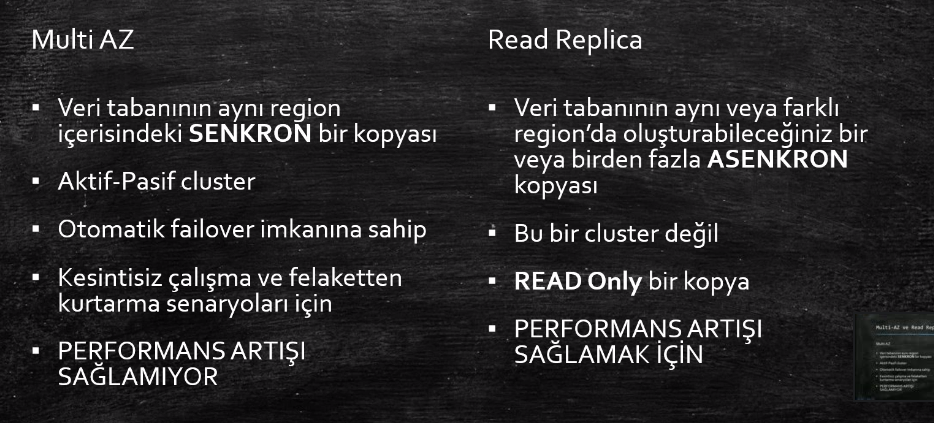 Multi AZ
▪ Veri tabanının aynı region
içerisindeki SENKRON bir kopyası
▪ Aktif-Pasif cluster
▪ Otomatik failover imkanına sahip
▪ Kesintisiz çalışma ve felaketten
kurtarma senaryoları için
▪ PERFORMANS ARTIŞI
SAĞLAMIYOR
Read Replica
▪ Veri tabanının aynı veya farklı
region’da oluşturabileceğiniz bir
veya birden fazla ASENKRON
kopyası
▪ Bu bir cluster değil
▪ READ Only bir kopya
▪ PERFORMANS ARTIŞI
SAĞLAMAK İÇİN
Multi-AZ ve Read Rep
Multi AZ